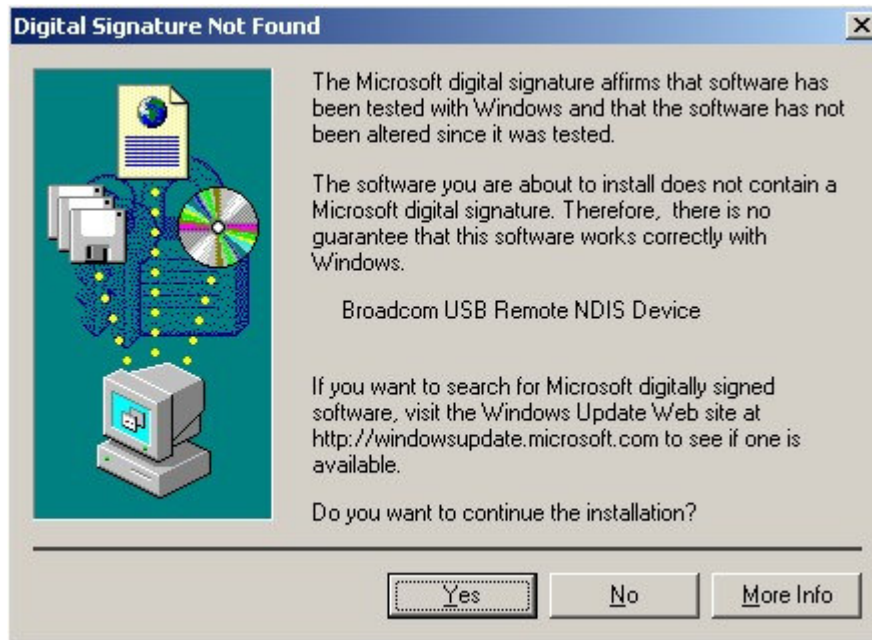 Digital Signature Not Found
The Microsoft digital signature affirms that software has
been tested with Windows and that the software has not
been altered since it was tested.
The software you are about to install does not contain a
Microsoft digital signature. Therefore,  there is no
guarantee that this software works correctly with
Windows.
Broadcom USB Remote NDIS Device
If you want to search for Microsoft digitally signed
software, visit the Windows Update Web site at
http://windowsupdate.microsoft.com to see if one is
available.
Do you want to continue the installation?
Yes No More Info